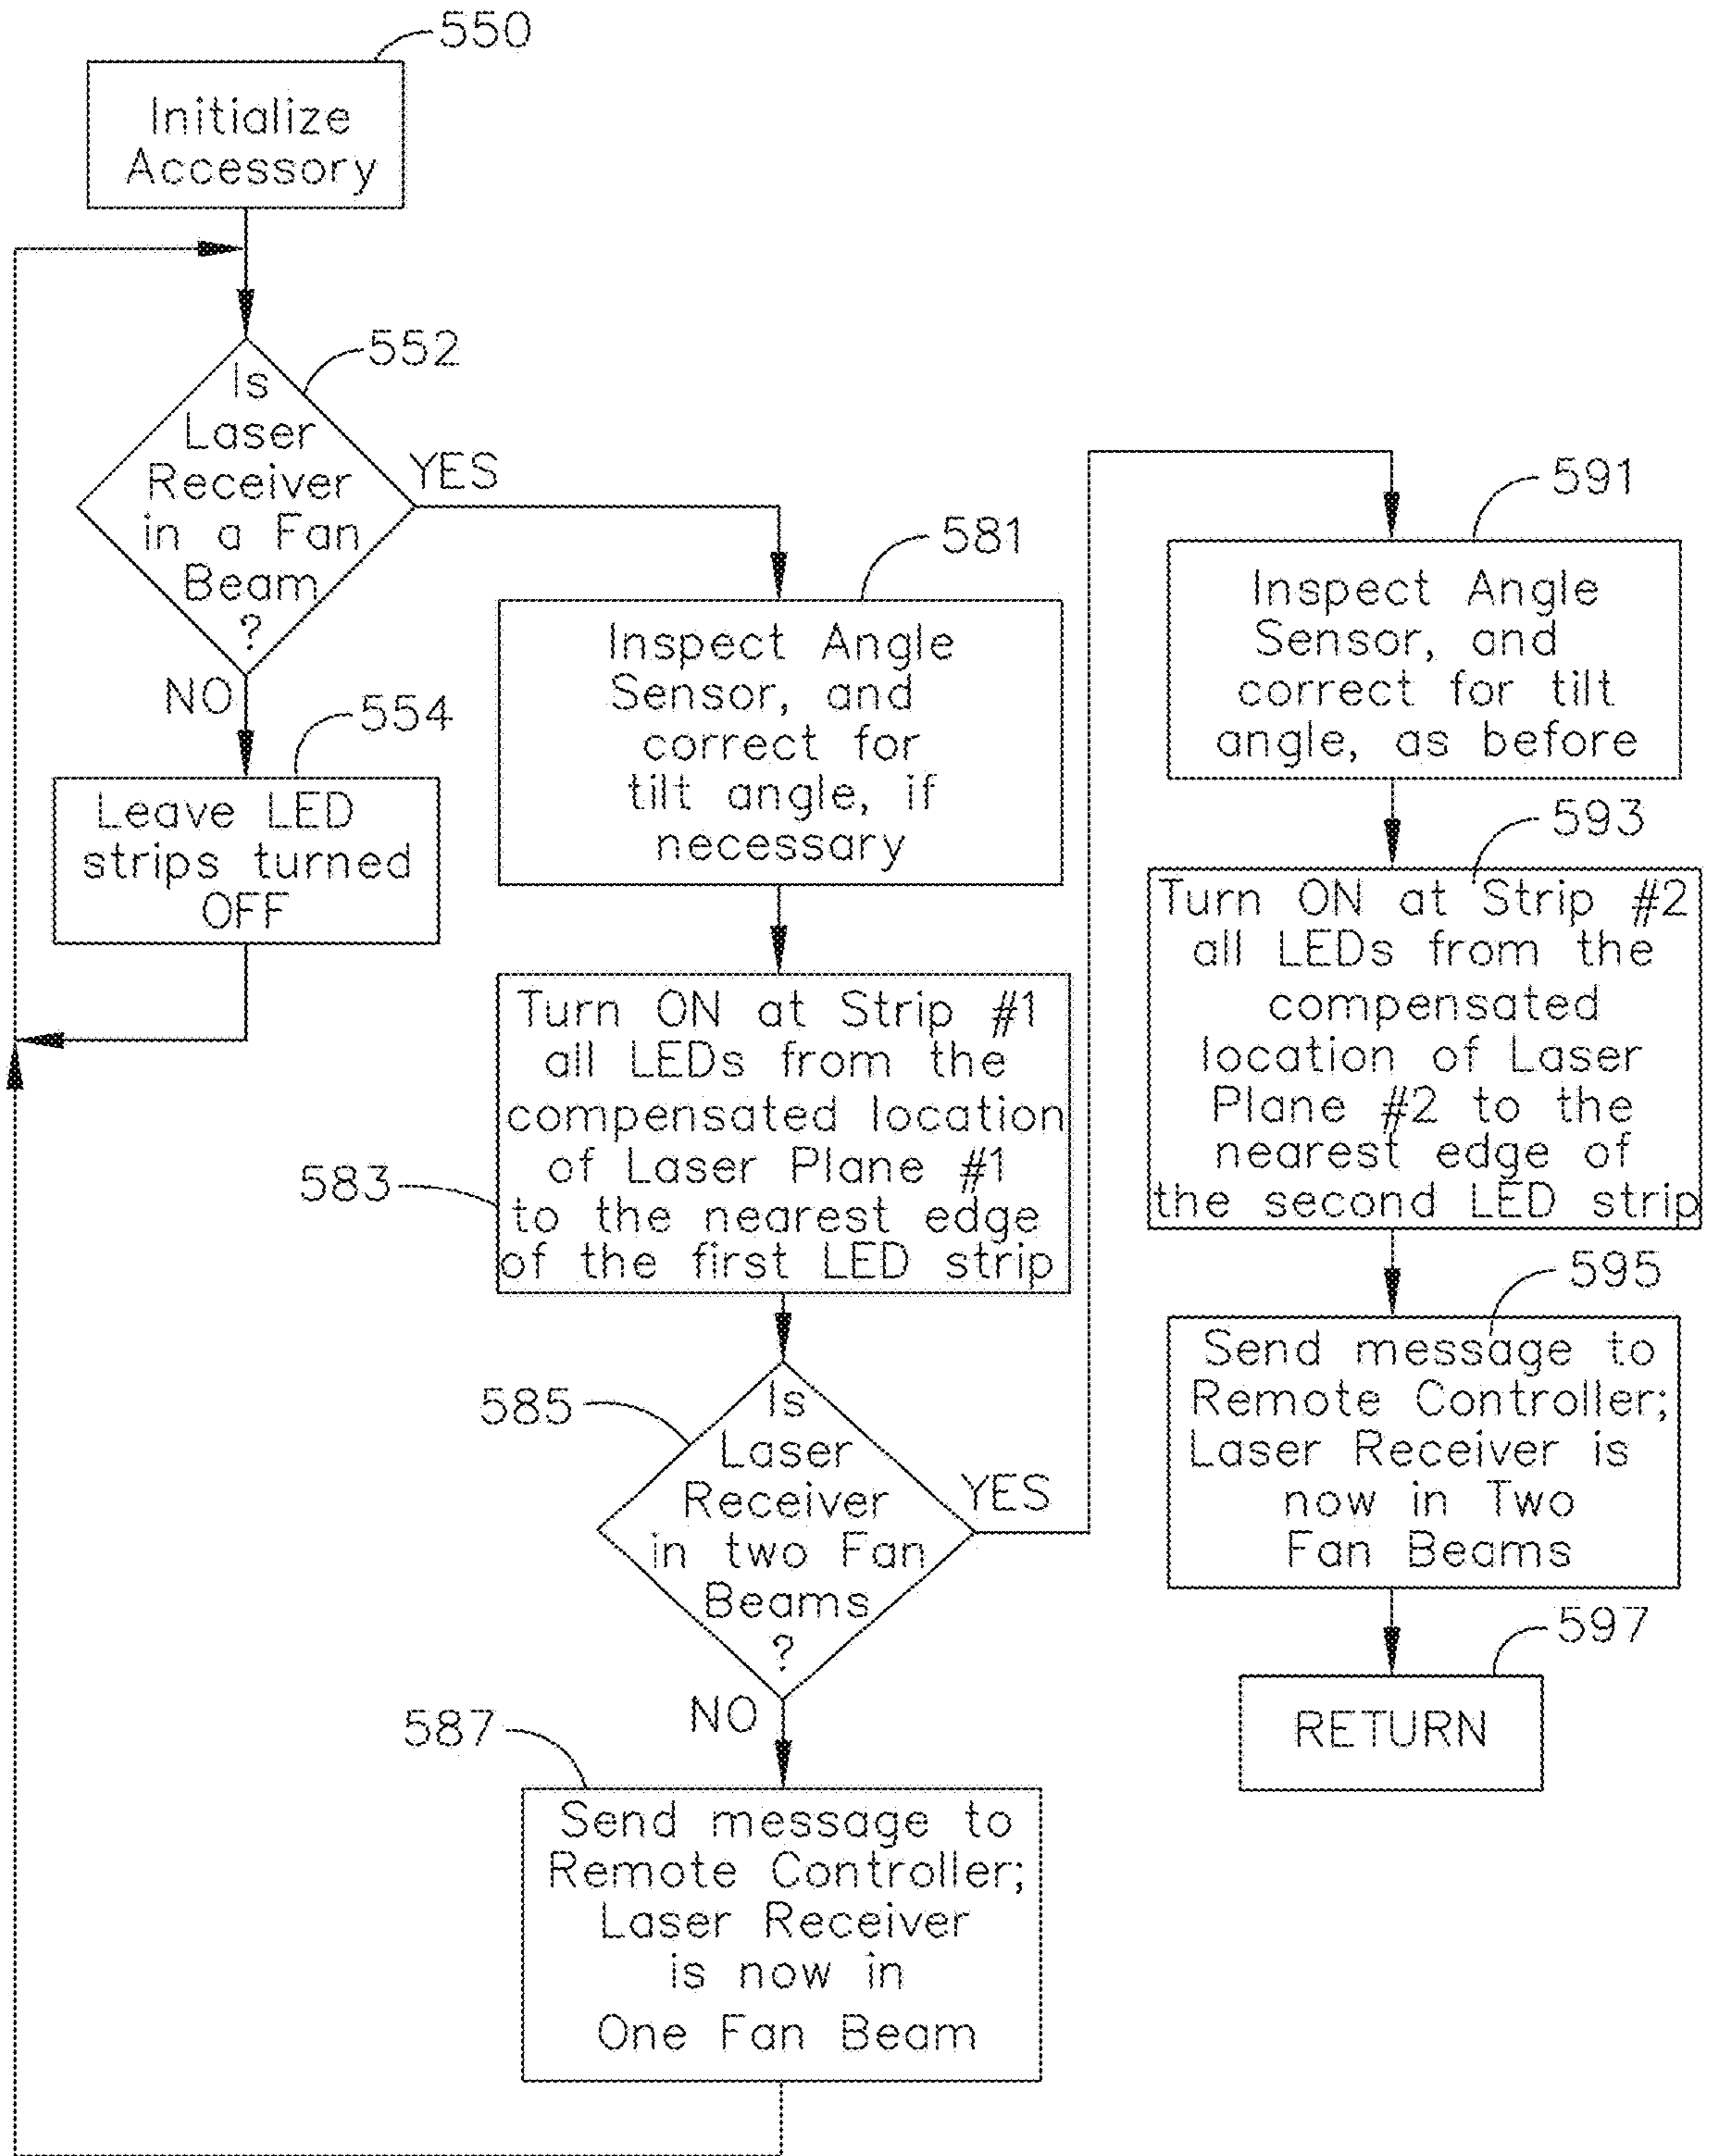 550
Initialize
Accessory
552
Is
Laser
Receiver
in a Fan
Beam
?
YES
NO
554
Leave LED
strips turned
OFF
581
Inspect Angle
Sensor, and
correct for
tilt angle, if
necessary
583
Turn ON at Strip #1
all LEDs from the
compensated location
of Laser Plane #1
to the nearest edge
of the first LED strip
585
Is
Laser
Receiver
in two Fan
Beams
?
YES
NO
587
Send message to
Remote Controller;
Laser Receiver
is now in
One Fan Beam
591
Inspect Angle
Sensor, and
correct for tilt
angle, as before
593
Turn ON at Strip #2
all LEDs from the
compensated
location of Laser
Plane #2 to the
nearest edge of
the second LED strip
595
Send message to
Remote Controller;
Laser Receiver is
now in Two
Fan Beams
597
RETURN